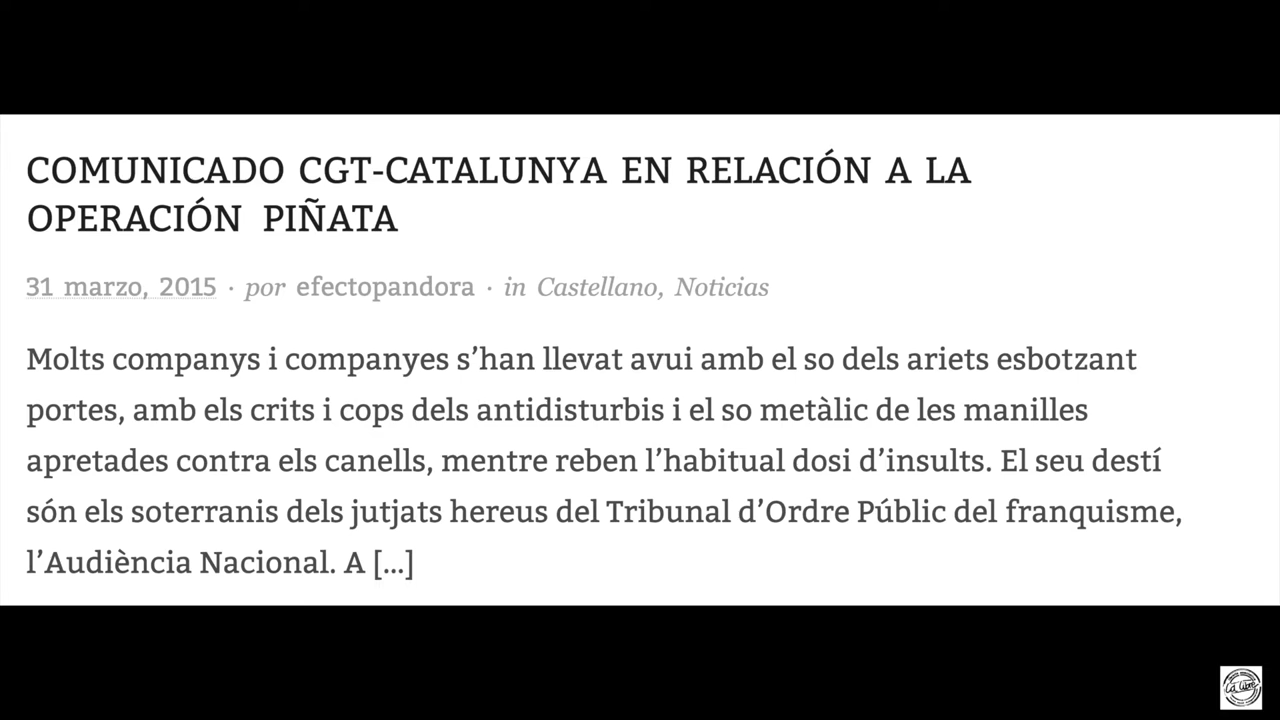 COMUNICADO CGT-CATALUNYA EN RELACIÓN A LA
OPERACIÓN PIÑATA
31 marzo, 2015 · por efectopandora · in Castellano, Noticias
Molts companys i companyes s’han llevat avui amb el so dels ariets esbotzant
portes, amb els crits i cops dels antidisturbis i el so metàlic de les manilles
apretades contra els canells, mentre reben l’habitual dosi d’insults. El seu destí
són els soterranis dels jutjats hereus del Tribunal d’Ordre Públic del franquisme,
l’Audiència Nacional. A [...]